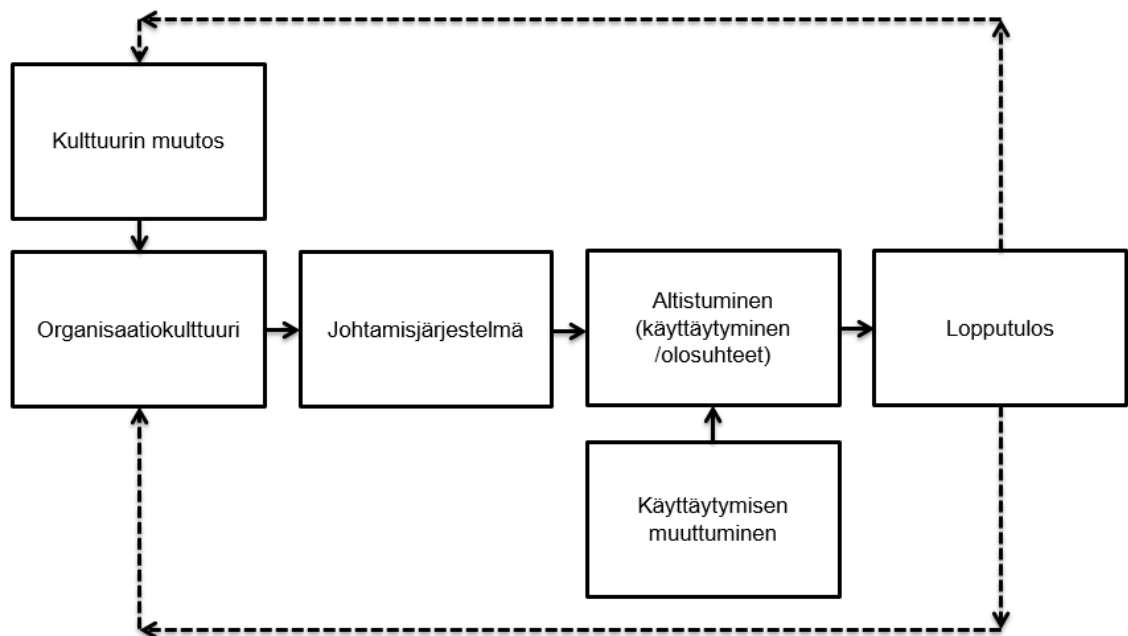 Kulttuurin muutos
Organisaatiokulttuuri
Johtamisjärjestelmä
Altistuminen
(käyttäytyminen
/olosuhteet)
Lopputulos
Käyttäytymisen
muuttuminen